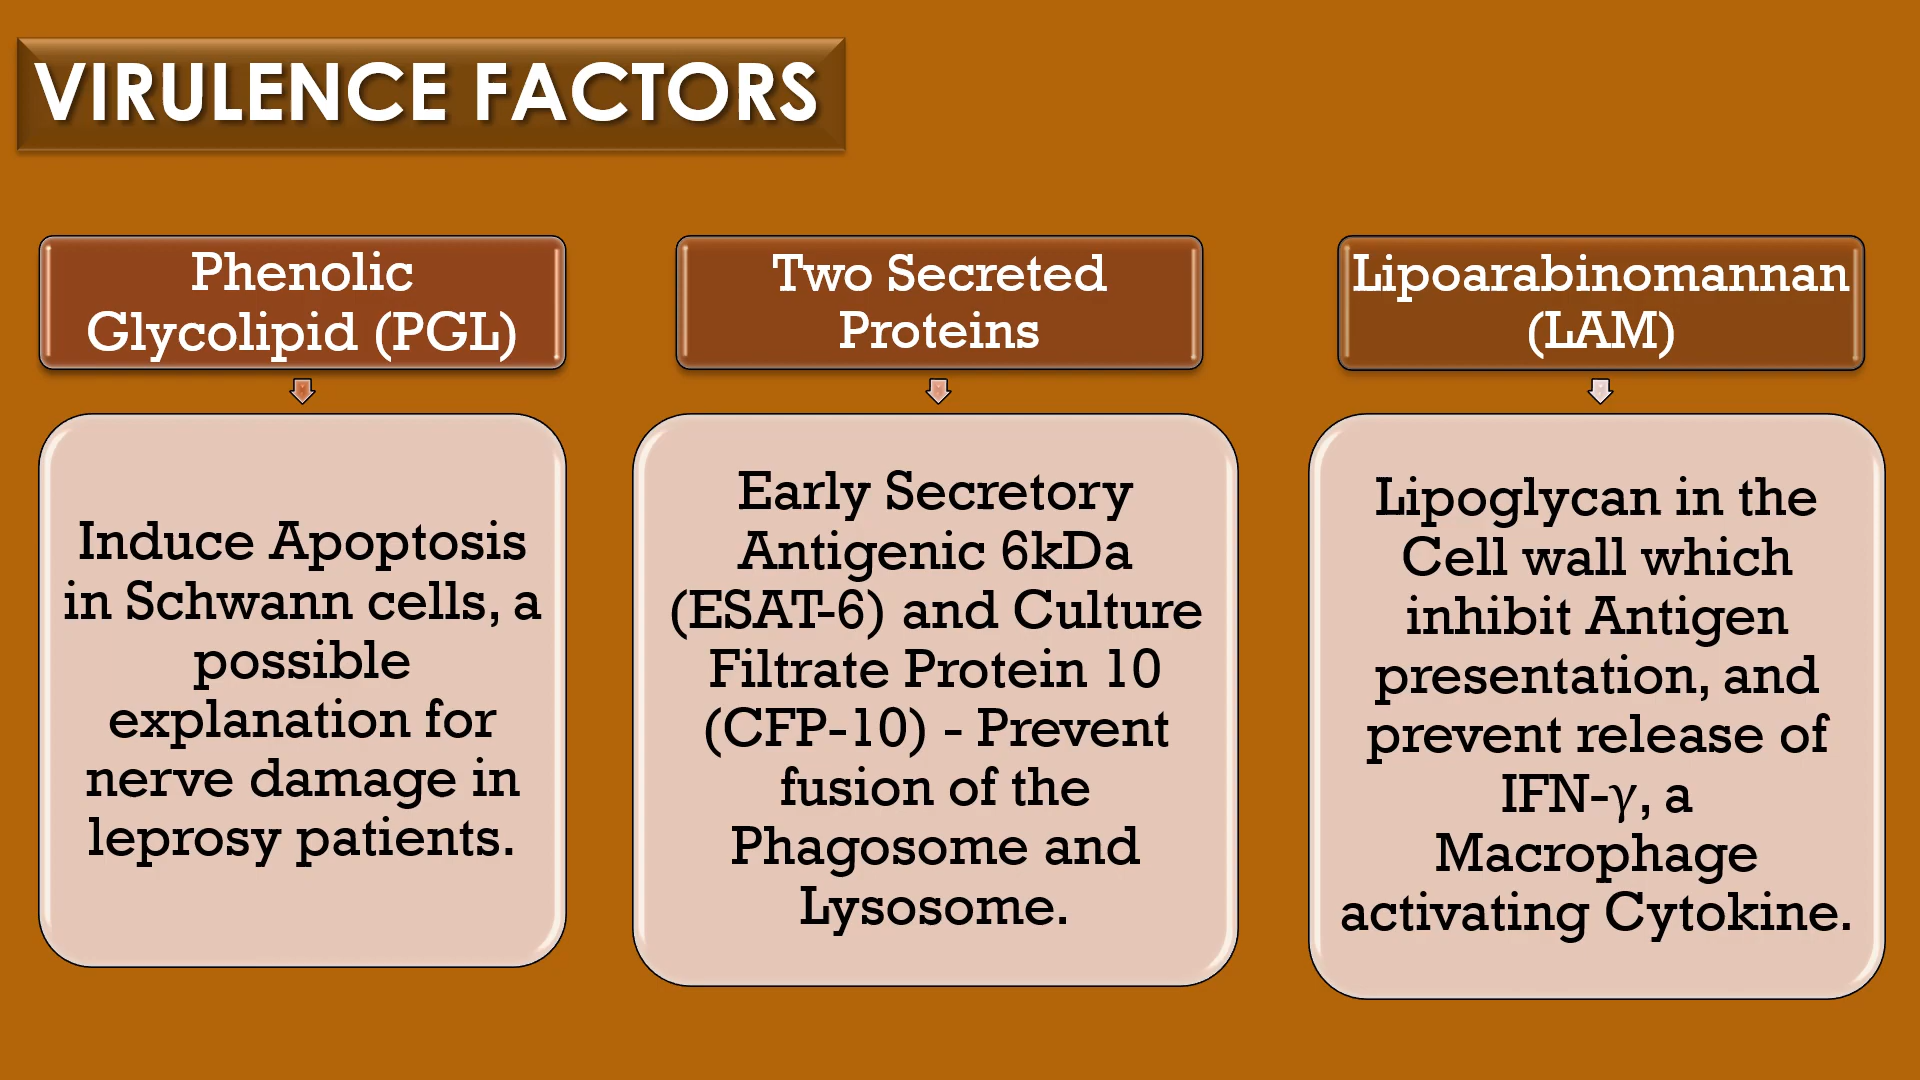 VIRULENCE FACTORS
Phenolic
Glycolipid (PGL)
Induce Apoptosis
in Schwann cells, a
possible
explanation for
nerve damage in
leprosy patients.
Two Secreted
Proteins
Early Secretory
Antigenic 6kDa
(ESAT-6) and Culture
Filtrate Protein 10
(CFP-10) - Prevent
fusion of the
Phagosome and
Lysosome.
Lipoarabinomannan
(LAM)
Lipoglycan in the
Cell wall which
inhibit Antigen
presentation, and
prevent release of
IFN-γ, a
Macrophage
activating Cytokine.